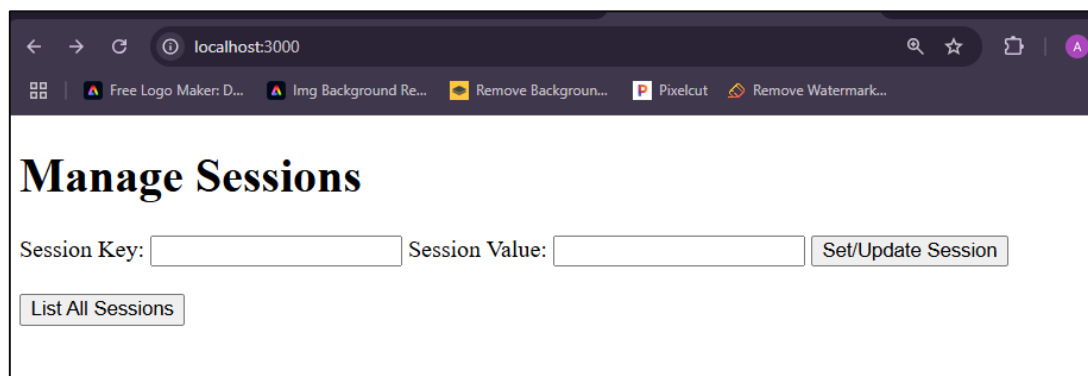 localhost:3000
A
Free Logo Maker: D... Img Background Re... Remove Backgroun... P Pixelcut Remove Watermark...
Manage Sessions
Session Key: Session Value: Set/Update Session
List All Sessions